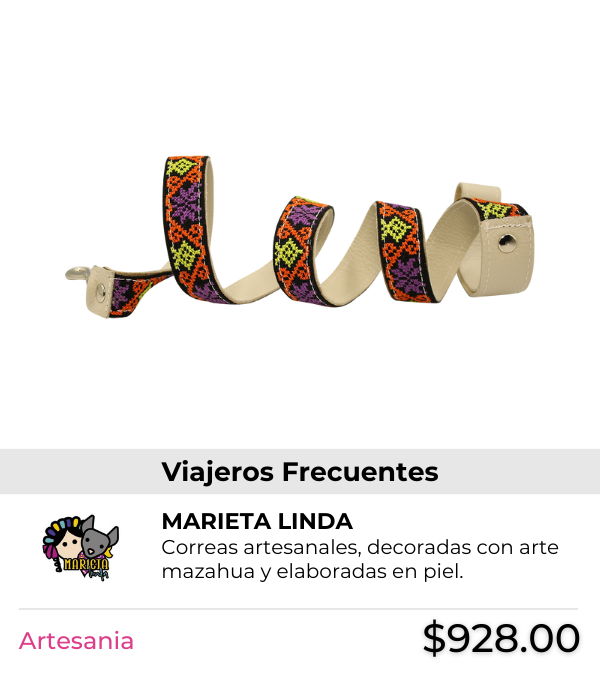 Viajeros Frecuentes
MARIETA LINDA
Correas artesanales, decoradas con arte
mazahua y elaboradas en piel.
MARIETA
Linda
Artesania
$928.00